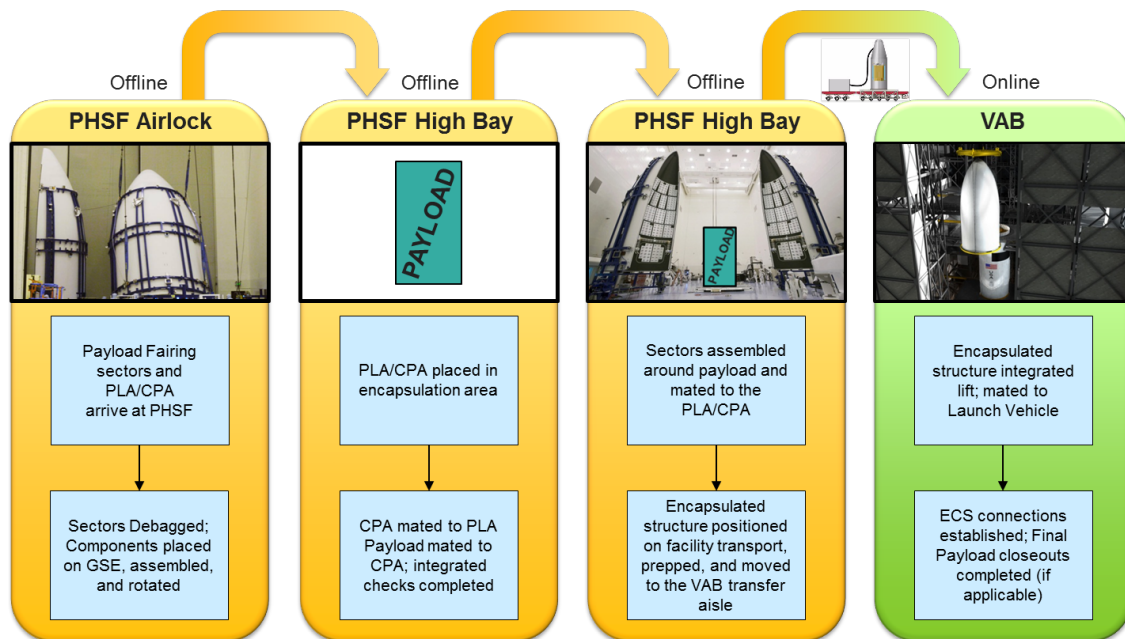 Offline
Offline
Offline
Online
PHSF Airlock
Payload Fairing
sectors and
PLA/CPA
arrive at PHSF
Sectors Debagged;
Components placed
on GSE, assembled,
and rotated
PHSF High Bay
PAYLOAD
PLA/CPA placed in
encapsulation area
CPA mated to PLA
Payload mated to
CPA; integrated
checks completed
PHSF High Bay
PAYLOAD
Sectors assembled
around payload and
mated to the
PLA/CPA
Encapsulated
structure positioned
on facility transport,
prepped, and moved
to the VAB transfer
aisle
VAB
Encapsulated
structure integrated
lift; mated to
Launch Vehicle
ECS connections
established; Final
Payload closeouts
completed (if
applicable)